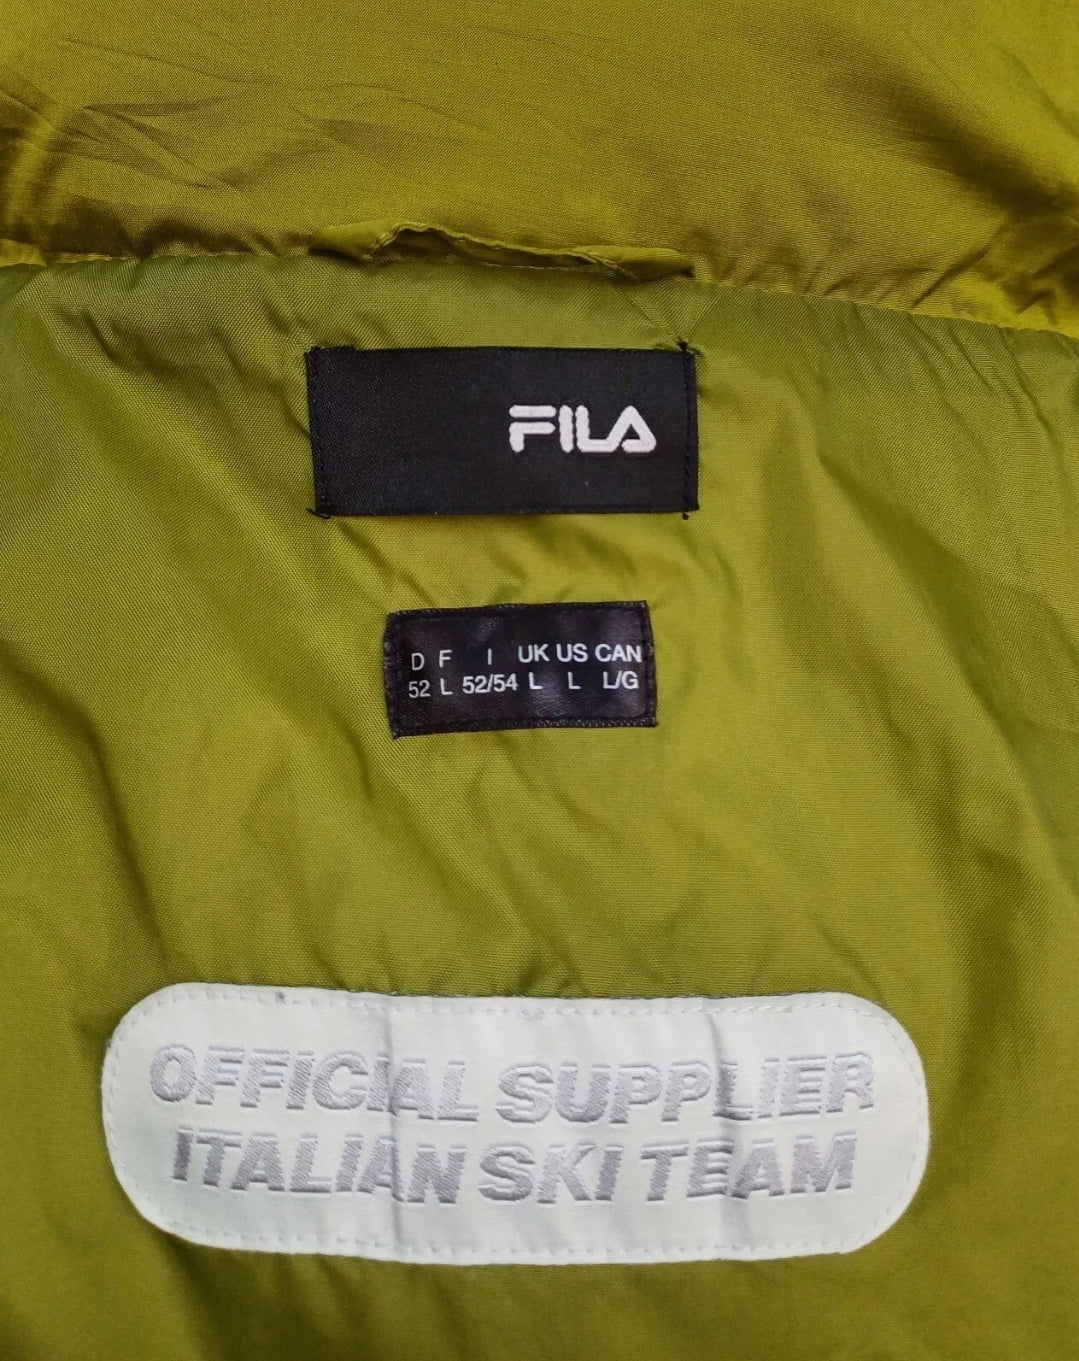 FILA
D F I UK US CAN
52 L 52/54 L L L/G
OFFICIAL SUPPLIER
ITALIAN SKI TEAM